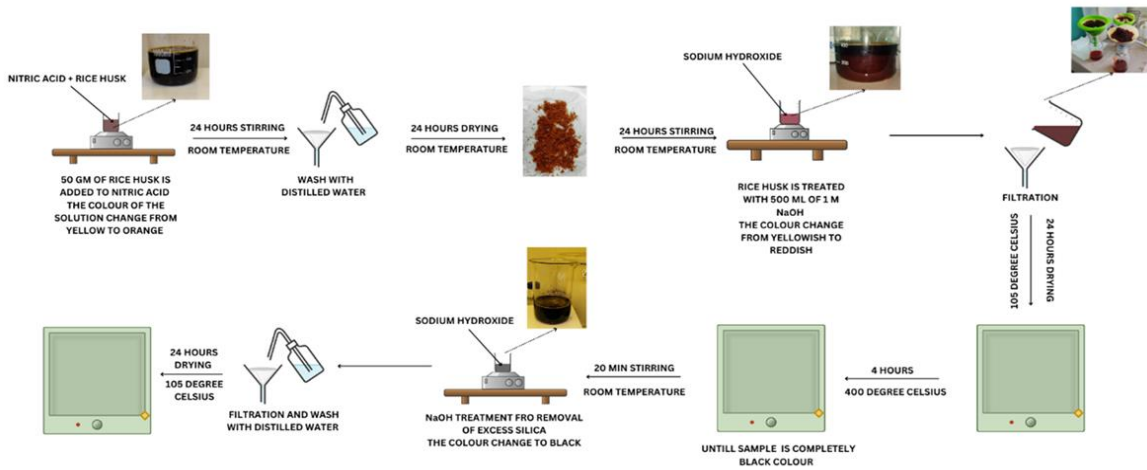 NITRIC ACID + RICE HUSK
50 GM OF RICE HUSK IS
ADDED TO NITRIC ACID
THE COLOUR OF THE
SOLUTION CHANGE FROM
YELLOW TO ORANGE
24 HOURS STIRRING
ROOM TEMPERATURE
WASH WITH
DISTILLED WATER
24 HOURS DRYING
ROOM TEMPERATURE
24 HOURS STIRRING
ROOM TEMPERATURE
SODIUM HYDROXIDE
RICE HUSK IS TREATED
WITH 500 ML OF 1 M
NaOH
THE COLOUR CHANGE
FROM YELLOWISH TO
REDDISH
FILTRATION
24 HOURS DRYING
105 DEGREE CELSIUS
4 HOURS
400 DEGREE CELSIUS
UNTILL SAMPLE IS COMPLETELY
BLACK COLOUR
20 MIN STIRRING
ROOM TEMPERATURE
SODIUM HYDROXIDE
NaOH TREATMENT FRO REMOVAL
OF EXCESS SILICA
THE COLOUR CHANGE TO BLACK
FILTRATION AND WASH
WITH DISTILLED WATER
24 HOURS
DRYING
105 DEGREE
CELSIUS